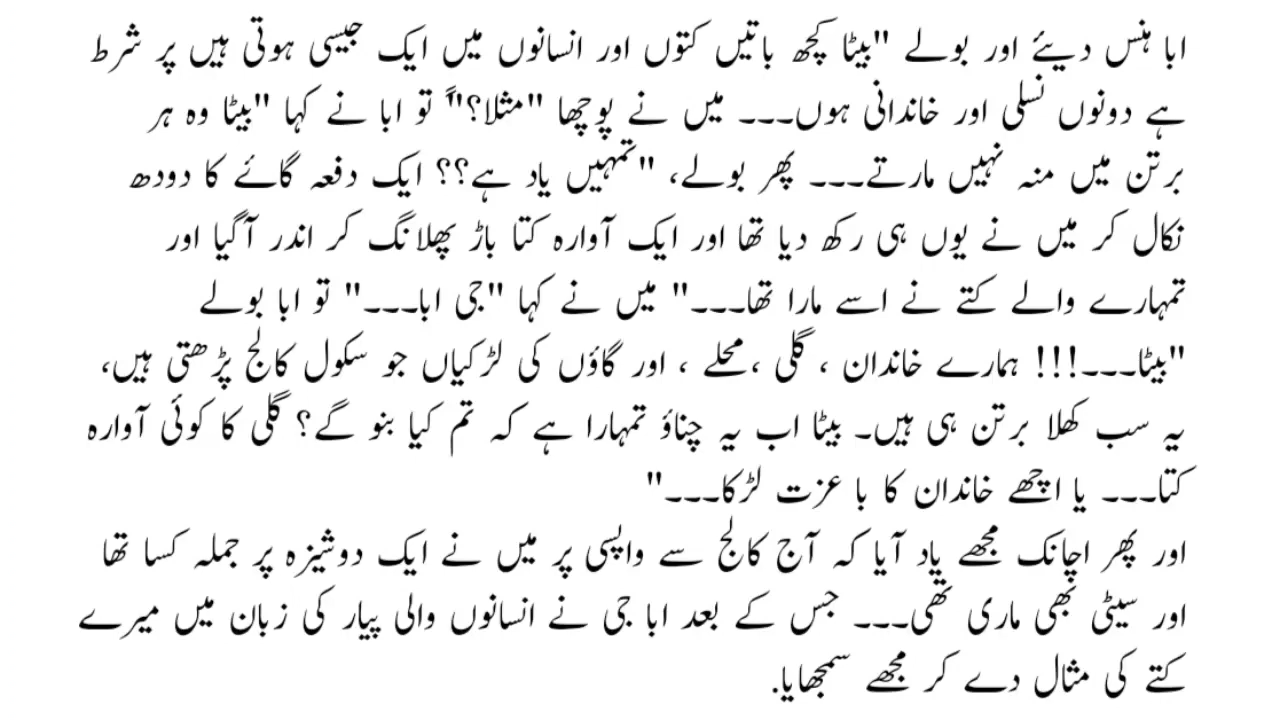 ابا ہنس دیئے اور بولے "بیٹا کچھ باتیں کتوں اور انسانوں میں ایک جیسی ہوتی ہیں پر شرط
ہے دونوں نسلی اور خاندانی ہوں۔۔۔ میں نے پوچھا "مثلاً؟" تو ابا نے کہا "بیٹا وہ ہر
برتن میں منہ نہیں مارتے۔۔۔ پھر بولے، "تمہیں یاد ہے؟؟ ایک دفعہ گائے کا دودھ
نکال کر میں نے یوں ہی رکھ دیا تھا اور ایک آوارہ کتا باڑ پھلانگ کر اندر آگیا اور
تمہارے والے کتے نے اسے مارا تھا۔۔۔" میں نے کہا "جی ابا۔۔۔" تو ابا بولے
"بیٹا۔۔۔!!! ہمارے خاندان ، گلی ،محلے ، اور گاؤں کی لڑکیاں جو سکول کالج پڑھتی ہیں،
یہ سب کھلا برتن ہی ہیں۔ بیٹا اب یہ چناؤ تمہارا ہے کہ تم کیا بنو گے؟ گلی کا کوئی آوارہ
کتا۔۔۔ یا اچھے خاندان کا با عزت لڑکا۔۔۔"
اور پھر اچانک مجھے یاد آیا کہ آج کالج سے واپسی پر میں نے ایک دوشیزہ پر جملہ کسا تھا
اور سیٹی بھی ماری تھی۔۔۔ جس کے بعد ابا جی نے انسانوں والی پیار کی زبان میں میرے
کتے کی مثال دے کر مجھے سمجھایا.